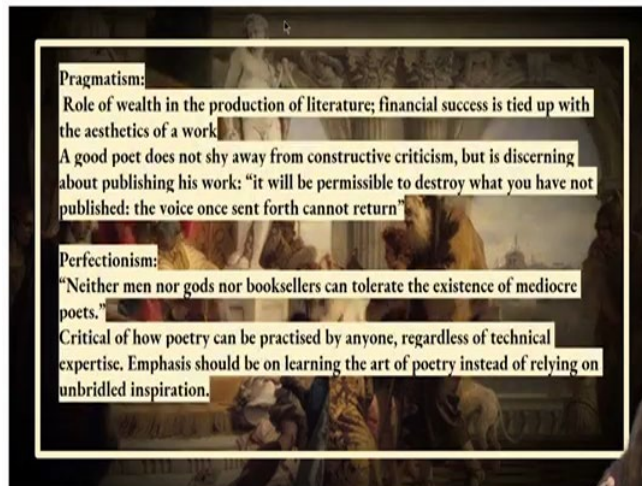 Pragmatism:
Role of wealth in the production of literature; financial success is tied up with
the aesthetics of a work
A good poet does not shy away from constructive criticism, but is discerning
about publishing his work: “it will be permissible to destroy what you have not
published: the voice once sent forth cannot return”
Perfectionism:
“Neither men nor gods nor booksellers can tolerate the existence of mediocre
poets.”
Critical of how poetry can be practised by anyone, regardless of technical
expertise. Emphasis should be on learning the art of poetry instead of relying on
unbridled inspiration.